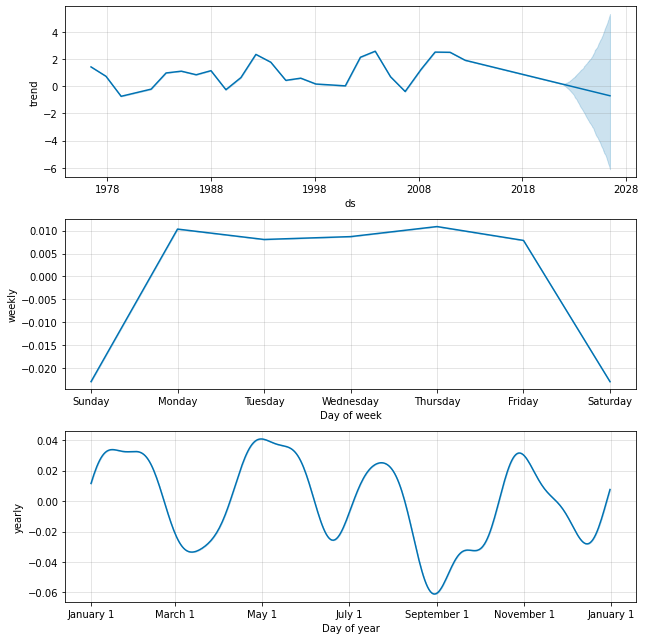 4
2
0
−2
−4
−6
trend
1978 1988 1998 2008 2018 2028
ds
0.010
0.005
0.000
−0.005
−0.010
−0.015
−0.020
weekly
Sunday Monday Tuesday Wednesday Thursday Friday Saturday
Day of week
0.04
0.02
0.00
−0.02
−0.04
−0.06
yearly
January 1 March 1 May 1 July 1 September 1 November 1 January 1
Day of year